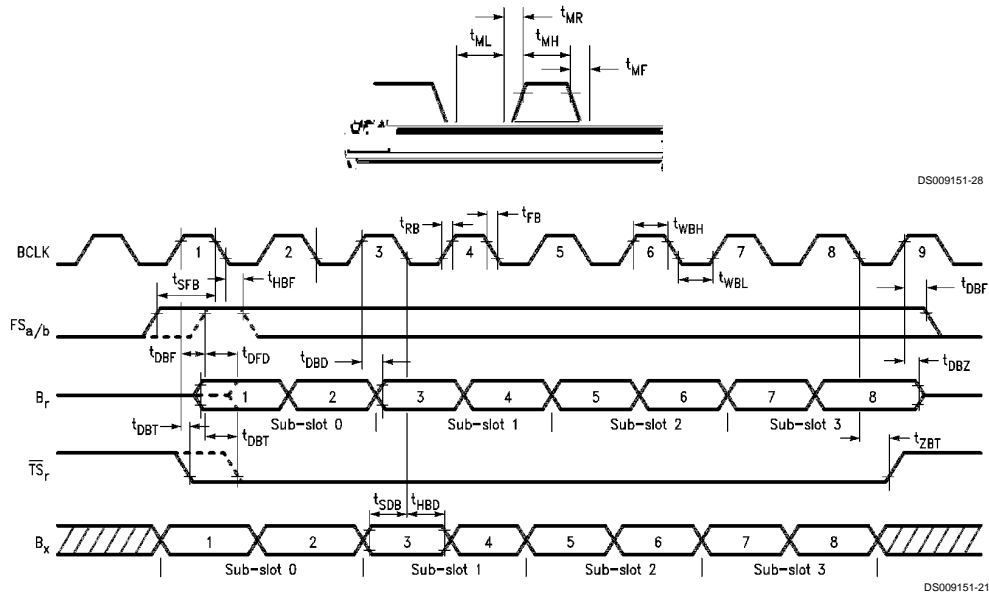 tMR
tML tMH
tMF
DS009151-28
tRB tFB tWBH
BCLK 1 2 3 4 5 6 7 8 9
tSFB tHBF tWBL tDBF
FSa/b
tDBF tDFD tDBD tDBZ
Br 1 2 3 4 5 6 7 8
Sub-slot 0 Sub-slot 1 Sub-slot 2 Sub-slot 3
tDBT tDBT tZBT
TSr
tSDB tHBD
Bx 1 2 3 4 5 6 7 8
Sub-slot 0 Sub-slot 1 Sub-slot 2 Sub-slot 3
DS009151-21